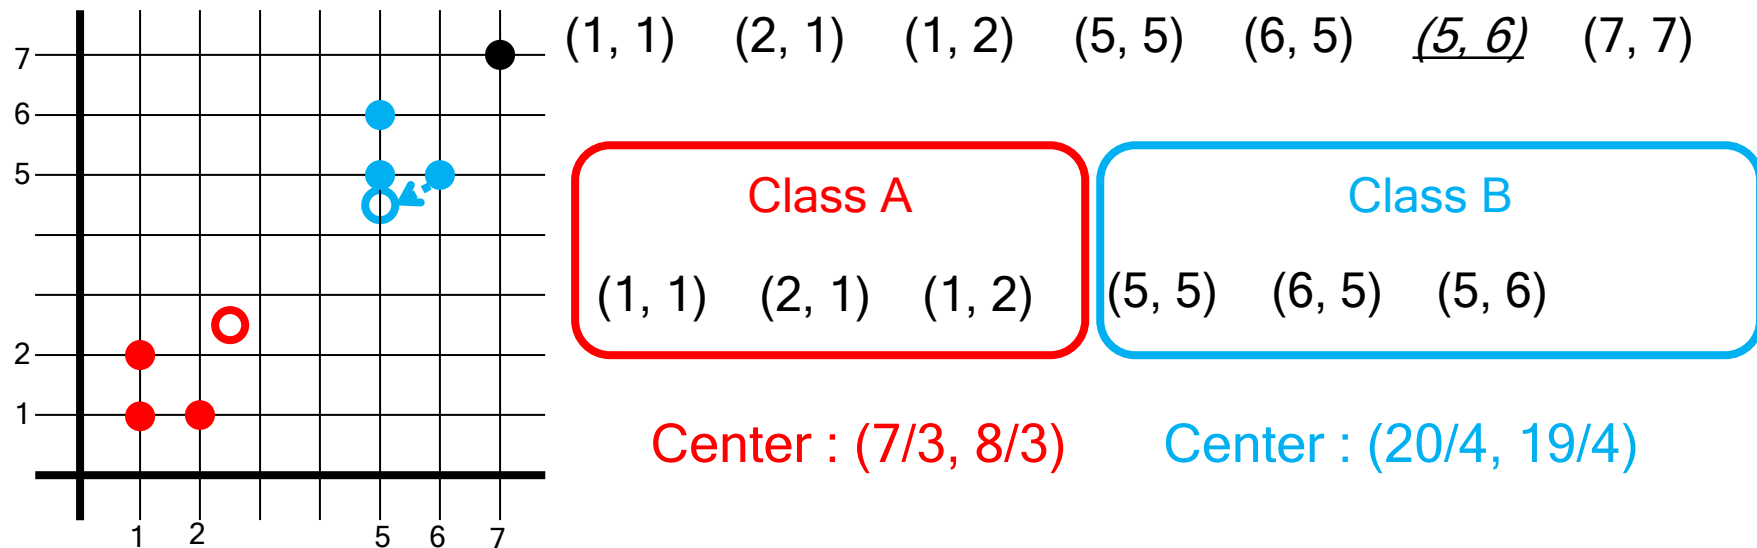 (1, 1) (2, 1) (1, 2) (5, 5) (6, 5) (5, 6) (7, 7)
7
6
5
2
1
1 2 5 6 7
Class A
(1, 1) (2, 1) (1, 2)
Center : (7/3, 8/3)
Class B
(5, 5) (6, 5) (5, 6)
Center : (20/4, 19/4)